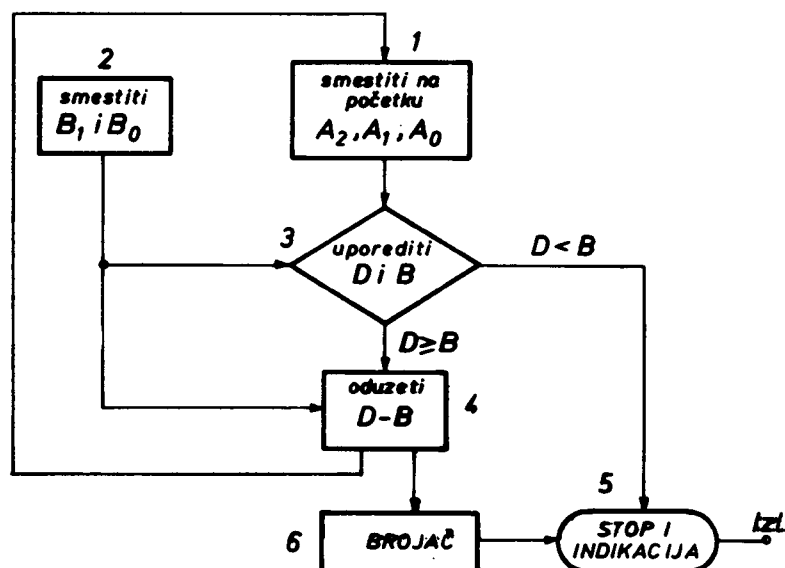 1
2
smestiti na
početku
A₂, A₁, A₀
smestiti
B₁ i B₀
3
uporediti
D i B
D < B
D ≥ B
oduzeti
D-B
4
5
6
BROJAČ
STOP I
INDIKACIJA
Izl.